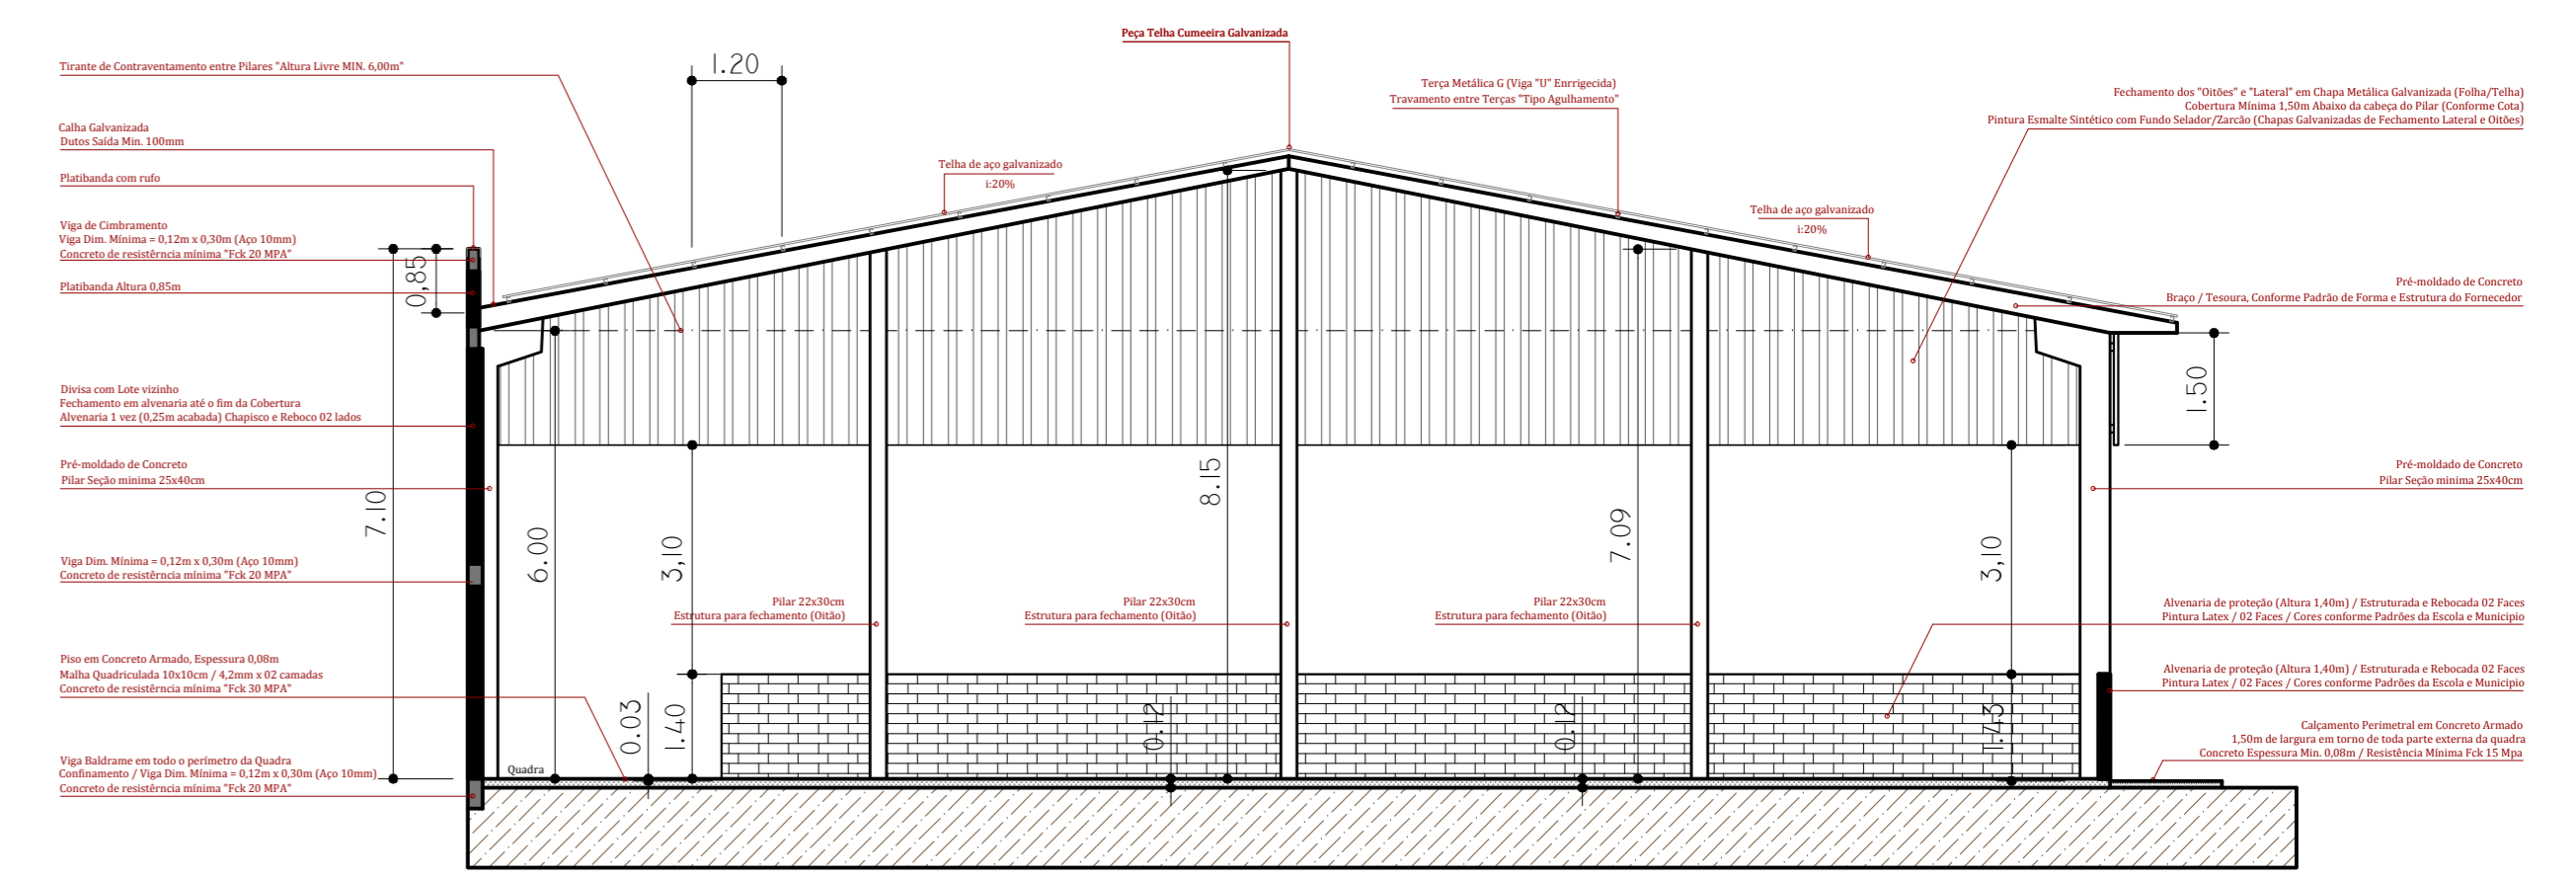 Peça Telha Cumeeira Galvanizada
Tirante de Contraventamento entre Pilares "Altura Livre MIN. 6,00m"
1.20
Terça Metálica G (Viga "U" Enrrigecida)
Travamento entre Terças "Tipo Agulhamento"
Fechamento dos "Oitões" e "Lateral" em Chapa Metálica Galvanizada (Folha/Telha)
Cobertura Mínima 1,50m Abaixo da cabeça do Pilar (Conforme Cota)
Pintura Esmalte Sintético com Fundo Selador/Zarcão (Chapas Galvanizadas de Fechamento Lateral e Oitões)
Calha Galvanizada
Dutos Saída Min. 100mm
Telha de aço galvanizado
i:20%
Platibanda com rufo
Telha de aço galvanizado
i:20%
Viga de Cimbramento
Viga Dim. Mínima = 0,12m x 0,30m (Aço 10mm)
Concreto de resistêrncia mínima "Fck 20 MPA"
0,85
Platibanda Altura 0,85m
Pré-moldado de Concreto
Braço / Tesoura, Conforme Padrão de Forma e Estrutura do Fornecedor
1.50
Divisa com Lote vizinho
Fechamento em alvenaria até o fim da Cobertura
Alvenaria 1 vez (0,25m acabada) Chapisco e Reboco 02 lados
Pré-moldado de Concreto
Pilar Seção minima 25x40cm
7.10
6.00
3,10
8.15
7.09
3,10
Pré-moldado de Concreto
Pilar Seção minima 25x40cm
Viga Dim. Mínima = 0,12m x 0,30m (Aço 10mm)
Concreto de resistêrncia mínima "Fck 20 MPA"
Pilar 22x30cm
Estrutura para fechamento (Oitão)
Pilar 22x30cm
Estrutura para fechamento (Oitão)
Pilar 22x30cm
Estrutura para fechamento (Oitão)
Alvenaria de proteção (Altura 1,40m) / Estruturada e Rebocada 02 Faces
Pintura Latex / 02 Faces / Cores conforme Padrões da Escola e Municipio
Piso em Concreto Armado, Espessura 0,08m
Malha Quadriculada 10x10cm / 4,2mm x 02 camadas
Concreto de resistêrncia mínima "Fck 30 MPA"
Alvenaria de proteção (Altura 1,40m) / Estruturada e Rebocada 02 Faces
Pintura Latex / 02 Faces / Cores conforme Padrões da Escola e Municipio
0.03
1.40
0.12
0.12
1.43
Calçamento Perimetral em Concreto Armado
1,50m de largura em torno de toda parte externa da quadra
Concreto Espessura Min. 0,08m / Resistência Mínima Fck 15 Mpa
Quadra
Viga Baldrame em todo o perímetro da Quadra
Confinamento / Viga Dim. Mínima = 0,12m x 0,30m (Aço 10mm)
Concreto de resistêrncia mínima "Fck 20 MPA"